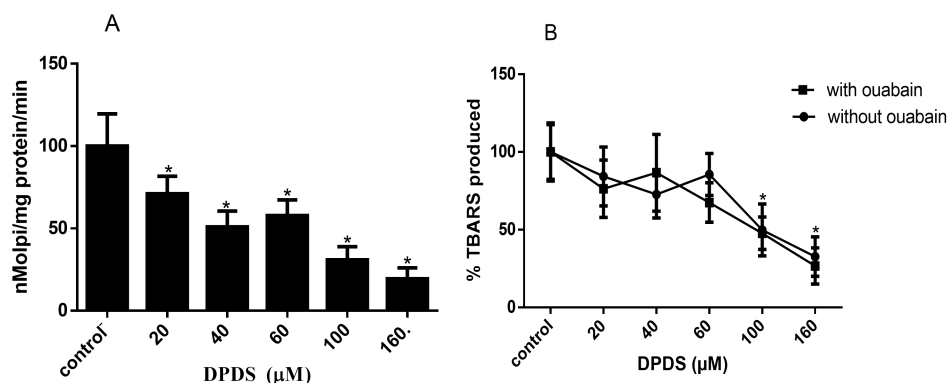 A
150
100
50
0
nMolpi/mg protein/min
* * * * *
control-
20
40
60
100
160.
DPDS (µM)
B
150
100
50
0
% TBARS produced
* *
control
20
40
60
100
160
DPDS (µM)
with ouabain
without ouabain